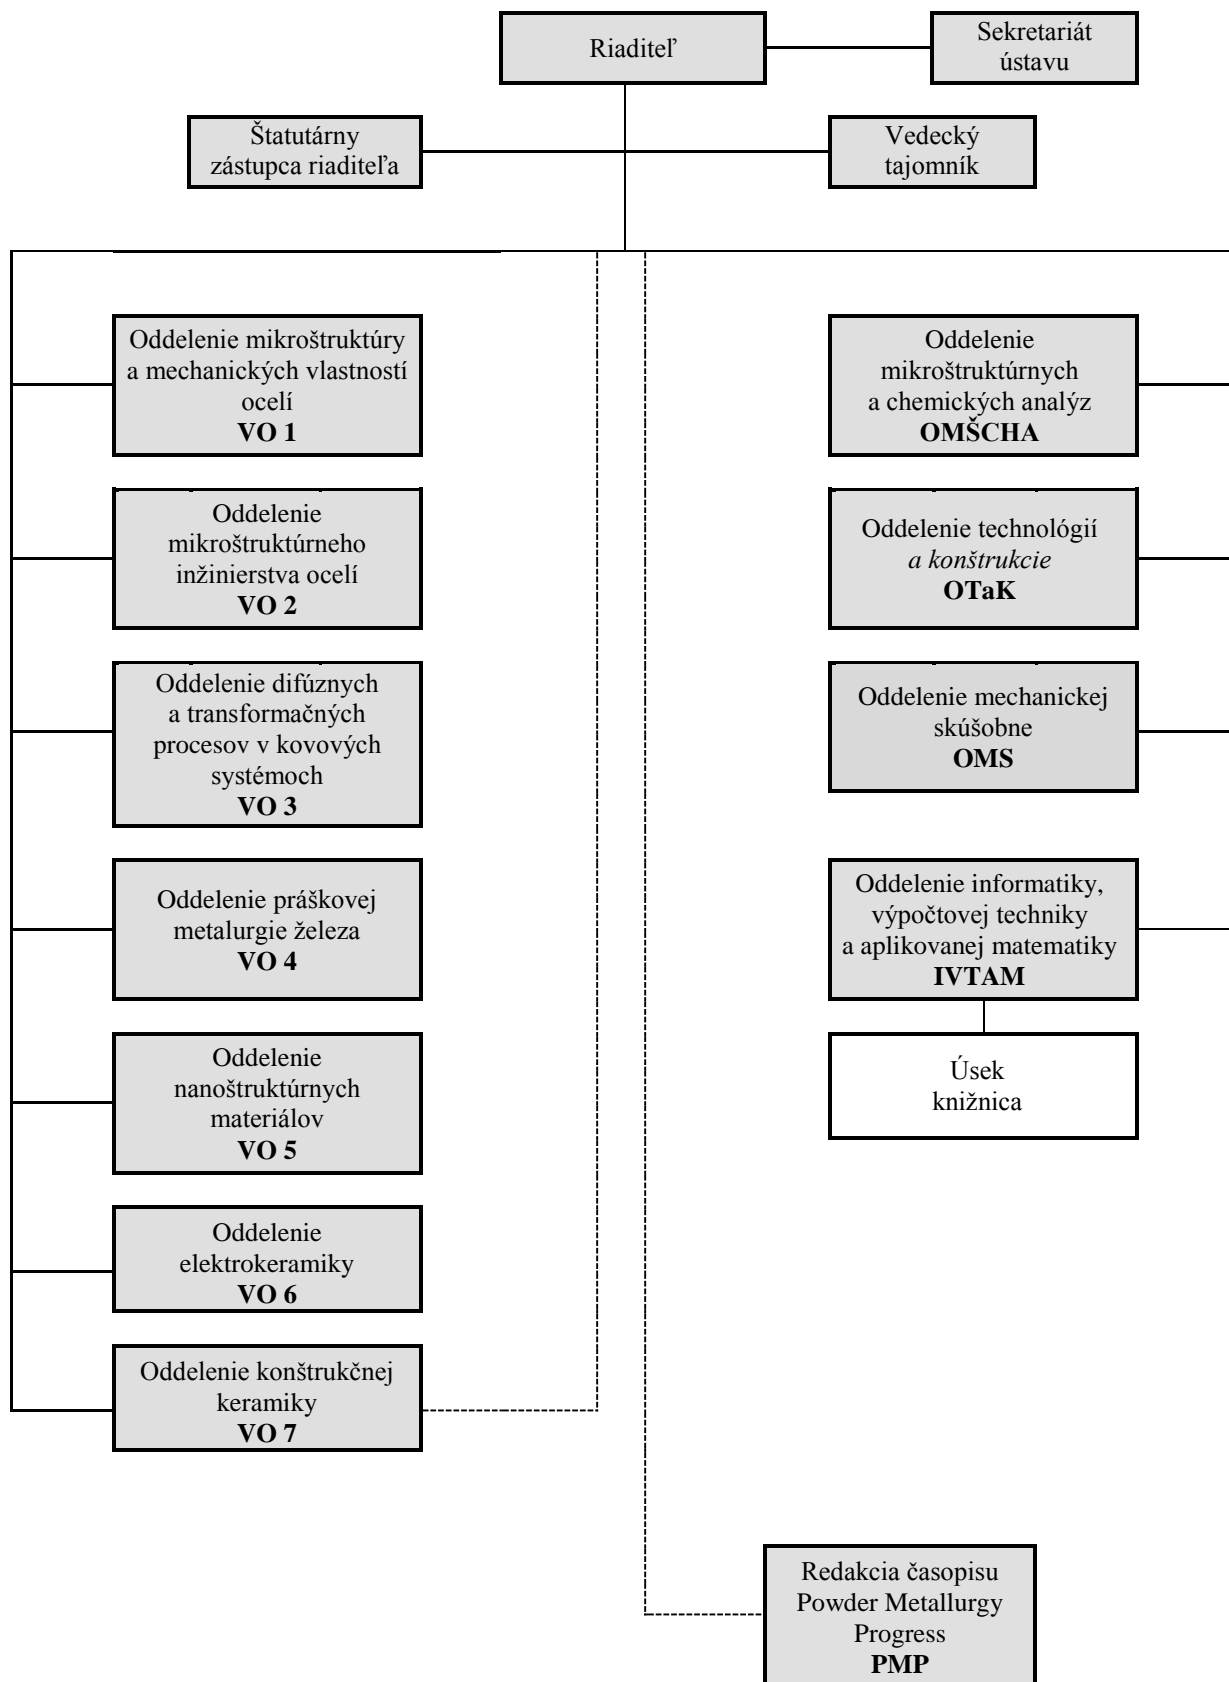 Riaditeľ
Sekretariát
ústavu
Štatutárny
zástupca riaditeľa
Vedecký
tajomník
Oddelenie mikroštruktúry
a mechanických vlastností
ocelí
VO 1
Oddelenie
mikroštruktúrneho
inžinierstva ocelí
VO 2
Oddelenie difúznych
a transformačných
procesov v kovových
systémoch
VO 3
Oddelenie práškovej
metalurgie železa
VO 4
Oddelenie
nanoštruktúrnych
materiálov
VO 5
Oddelenie
elektrokeramiky
VO 6
Oddelenie konštrukčnej
keramiky
VO 7
Oddelenie
mikroštruktúrnych
a chemických analýz
OMŠCHA
Oddelenie technológií
a konštrukcie
OTaK
Oddelenie mechanickej
skúšobne
OMS
Oddelenie informatiky,
výpočtovej techniky
a aplikovanej matematiky
IVTAM
Úsek
knižnica
Redakcia časopisu
Powder Metallurgy
Progress
PMP